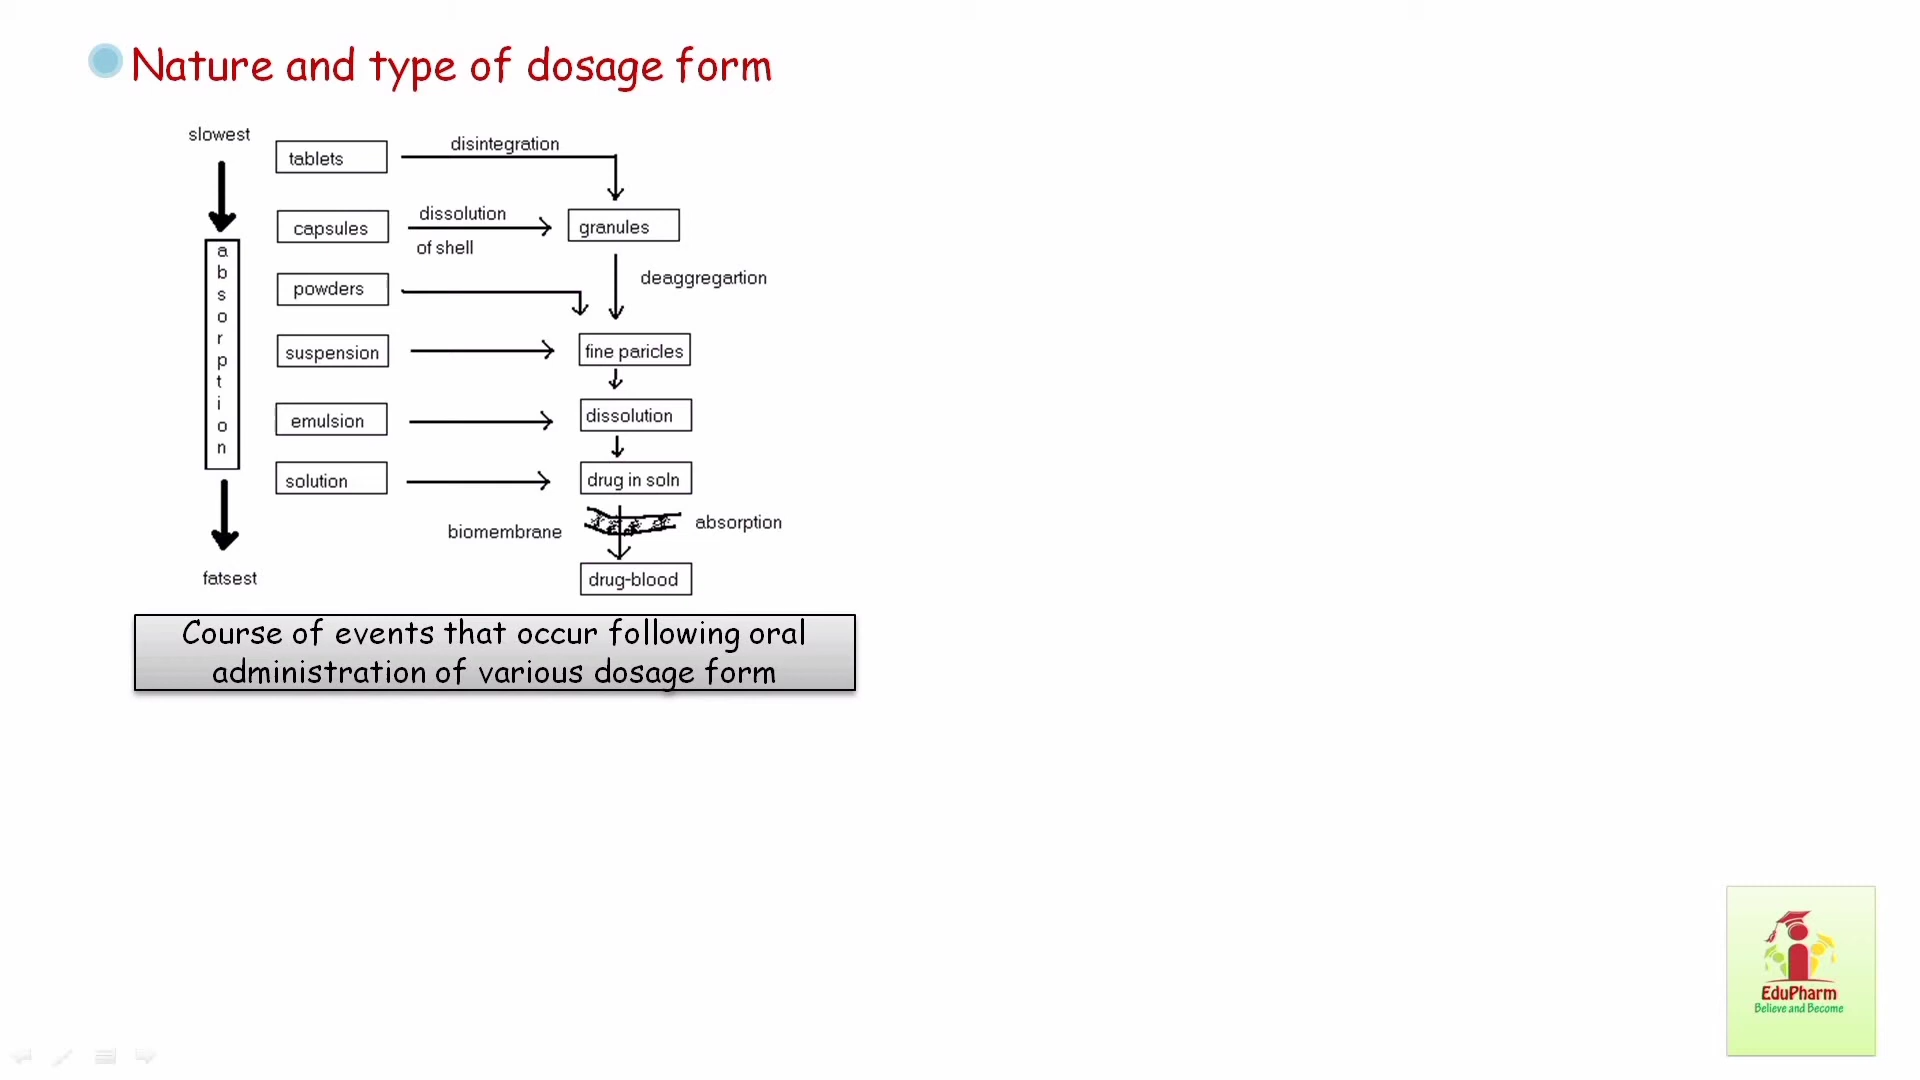 Nature and type of dosage form
slowest
absorption
fatsest
tablets
disintegration
capsules
dissolution
of shell
granules
powders
deaggregartion
suspension
fine paricles
emulsion
dissolution
solution
drug in soln
biomembrane
absorption
drug-blood
Course of events that occur following oral
administration of various dosage form
EduPharm
Believe and Become